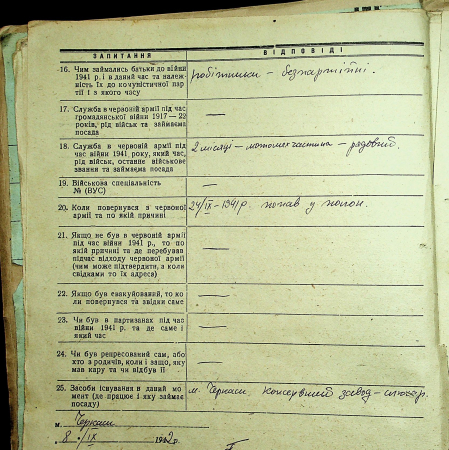 ЗАПИТАННЯ
ВІДПОВІДІ
16. Чим займались батьки до війни
1941 р. і в даний час та належ-
ність їх до комуністичної пар-
тії і з якого часу
робітники – безпартійні.
17. Служба в червоній армії під час
громадянської війни 1917—22
років, рід військ та займаєма
посада
—
18. Служба в червоній армії під
час війни 1941 року, який час,
рід військ, останнє військове
звання та займаєма посада
2 місяці – мотомехчастина – рядовий.
19. Військова спеціальність
№ (ВУС)
—
20. Коли повернувся з червоної
армії та по якій причині
24/IX – 1941 р. попав у полон.
21. Якщо не був в червоній армії
під час війни 1941 р., то по
якій причині та де перебував
підчас відходу червоної армії
(чим може підтвердити, а коли
свідками то їх адреса)
—
22. Якщо був евакуйований, то ко-
ли повернувся та звідки саме
—
23. Чи був в партизанах під час
війни 1941 р. та де саме і
який час
—
24. Чи був репресований сам, або
хто з родичів, коли і защо, яку
мав кару та чи відбув її
—
25. Засоби існування в даний мо-
мент (де працює і яку займає
посаду)
м. Черкаси, консервний завод – слюсар.
м. Черкаси
„ 8 " IX 1942 р.